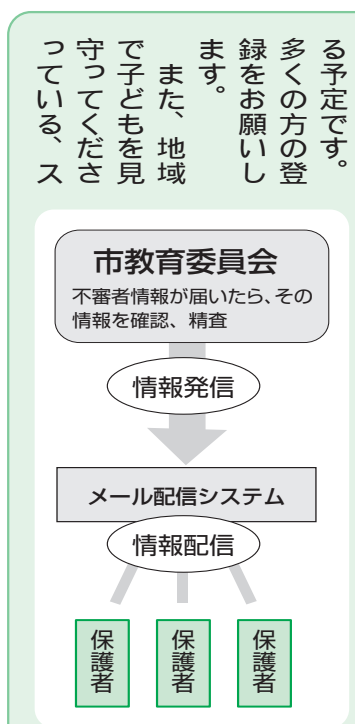 る予定です。
多くの方の登
録をお願いし
ます。
また、地域
で子どもを見
守ってくださ
っている、ス
市教育委員会
不審者情報が届いたら、その
情報を確認、精査
情報発信
メール配信システム
情報配信
保護者
保護者
保護者